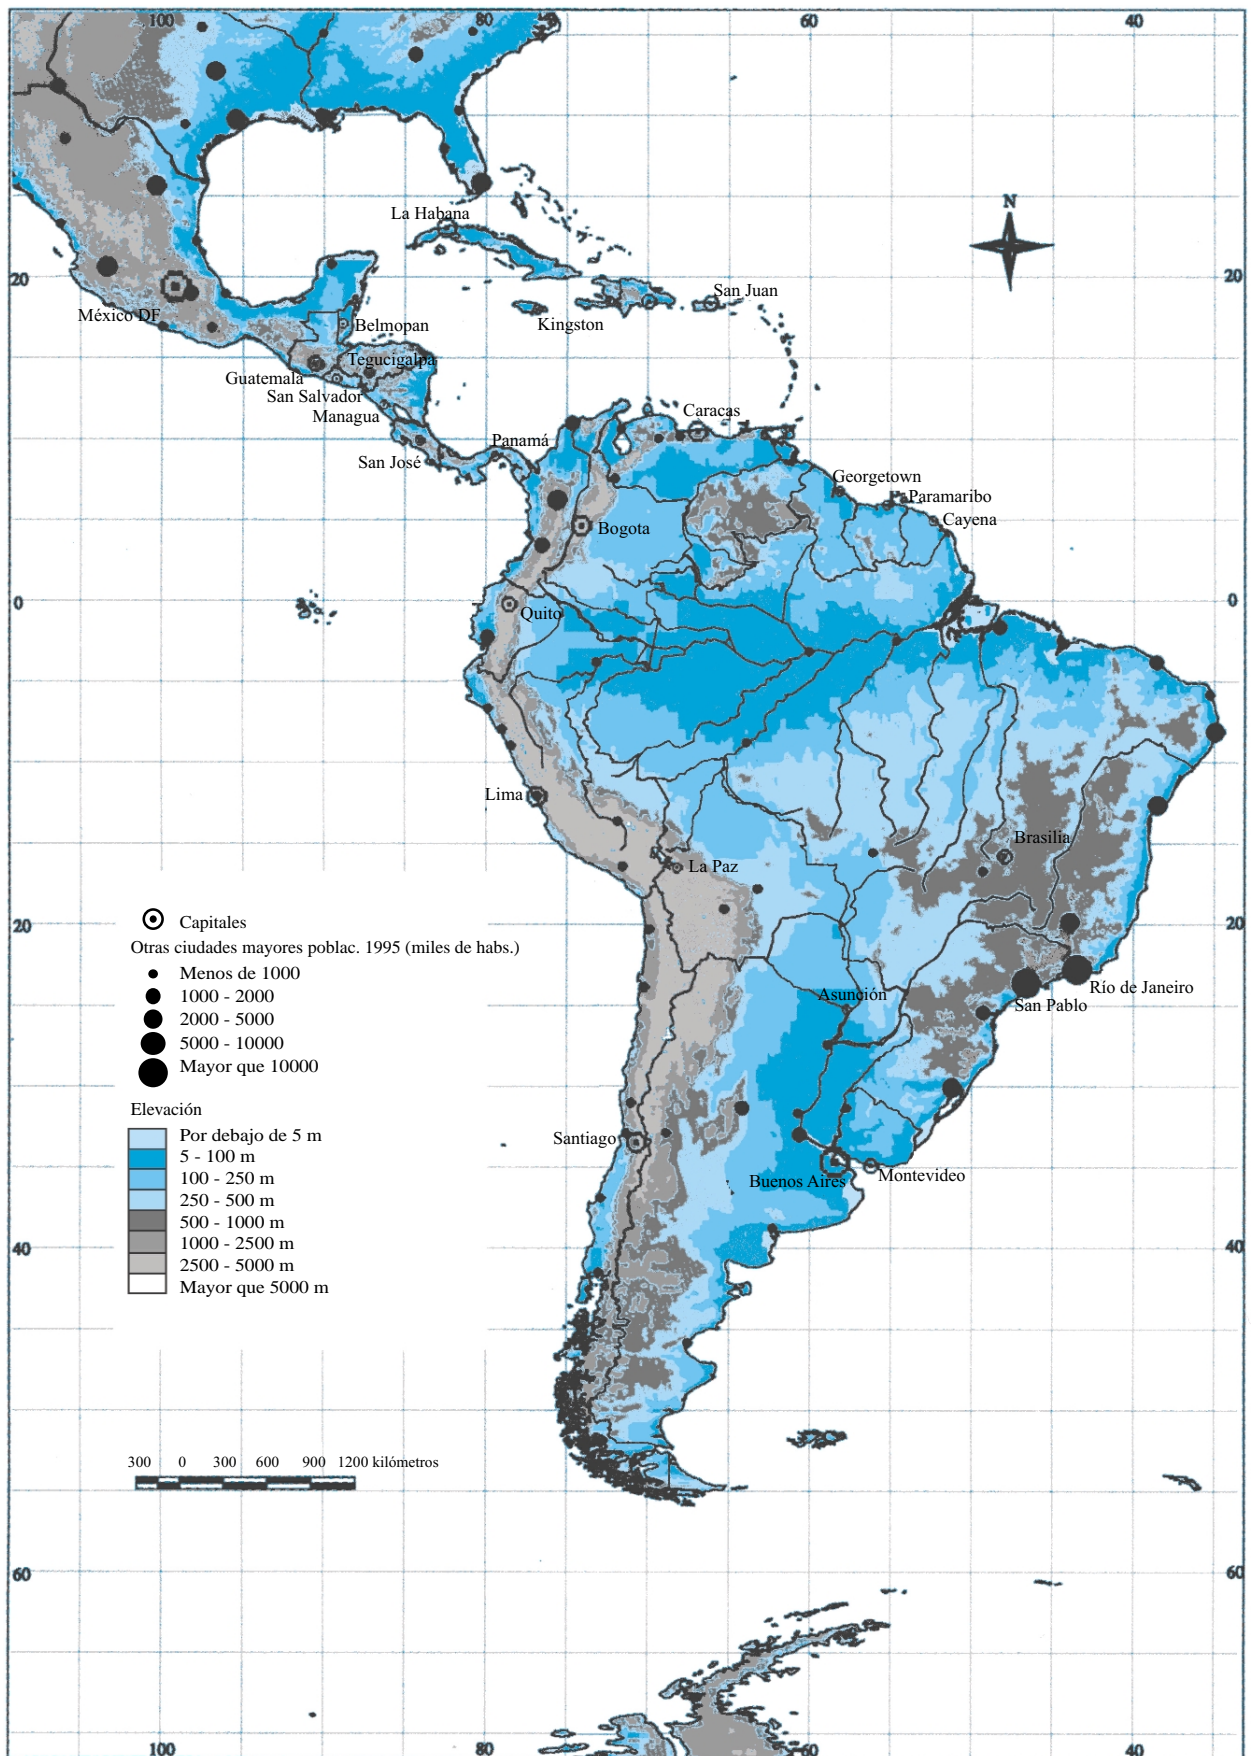 100 80 60 40
N
La Habana
20 20
San Juan
México DF
Kingston
Belmopan
Tegucigalpa
Guatemala
San Salvador
Managua
Caracas
Panamá
San José
Georgetown
Paramaribo
Cayena
Bogota
0 0
Quito
Lima
Brasilia
La Paz
Capitales
20 20
Otras ciudades mayores poblac. 1995 (miles de habs.)
Menos de 1000
Río de Janeiro
1000 - 2000
Asunción
San Pablo
2000 - 5000
5000 - 10000
Mayor que 10000
Elevación
Por debajo de 5 m
Santiago
5 - 100 m
100 - 250 m
Montevideo
Buenos Aires
250 - 500 m
500 - 1000 m
1000 - 2500 m
40 40
2500 - 5000 m
Mayor que 5000 m
300 0 300 600 900 1200 kilómetros
60 60
100 80 60 40